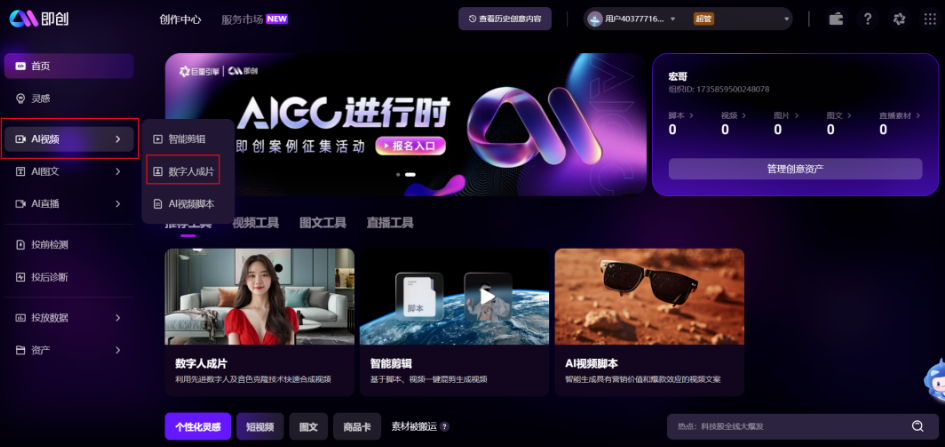 即创
创作中心
服务市场 NEW
查看历史创意内容
用户40377716...
超管
首页
灵感
AI视频
AI图文
AI直播
投前检测
投后诊断
投放数据
资产
智能剪辑
数字人成片
AI视频脚本
巨量引擎 | 即创
AIGC进行时
即创案例征集活动
报名入口
宏哥
组织ID: 1735859500248078
脚本 视频 图片 图文 直播素材
0 0 0 0 0
管理创意资产
推荐工具 视频工具 图文工具 直播工具
脚本
数字人成片
利用先进数字人及音色克隆技术快速合成视频
智能剪辑
基于脚本、视频一键混剪生成视频
AI视频脚本
智能生成具有营销价值和爆款效应的视频文案
个性化灵感 短视频 图文 商品卡 素材被搬运
热点: 科技股全线大爆发